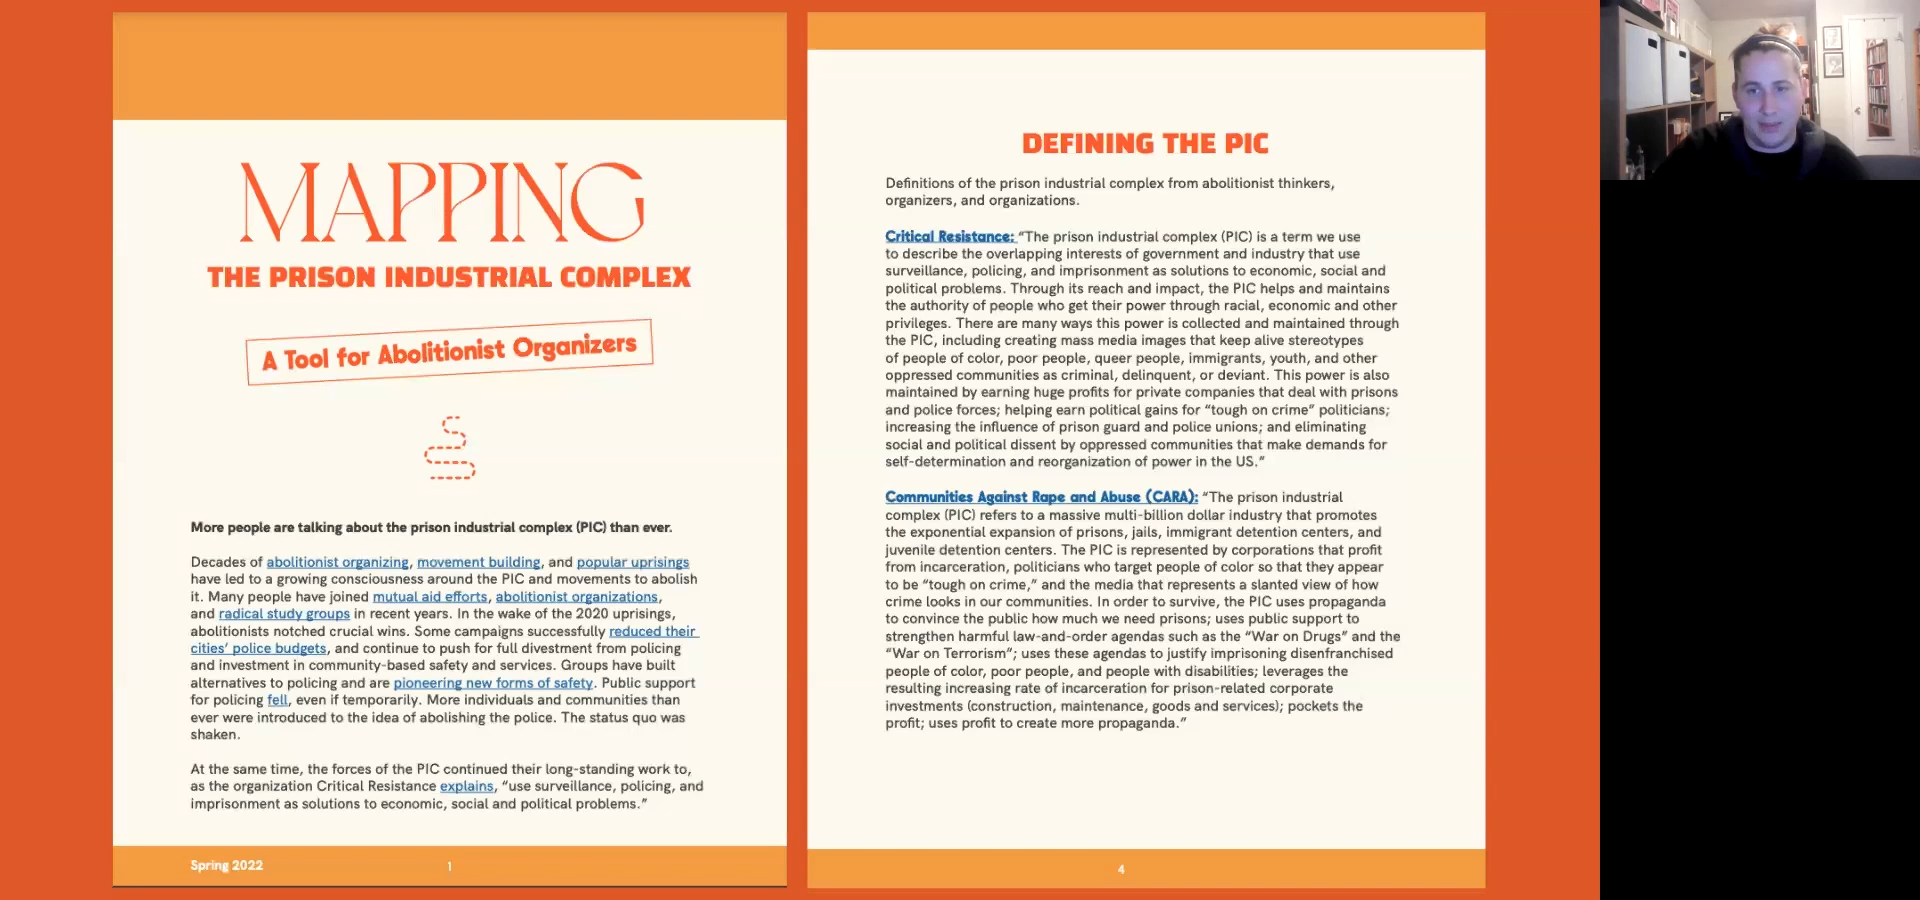 MAPPING
THE PRISON INDUSTRIAL COMPLEX
A Tool for Abolitionist Organizers
More people are talking about the prison industrial complex (PIC) than ever.
Decades of abolitionist organizing, movement building, and popular uprisings
have led to a growing consciousness around the PIC and movements to abolish
it. Many people have joined mutual aid efforts, abolitionist organizations,
and radical study groups in recent years. In the wake of the 2020 uprisings,
abolitionists notched crucial wins. Some campaigns successfully reduced their
cities’ police budgets, and continue to push for full divestment from policing
and investment in community-based safety and services. Groups have built
alternatives to policing and are pioneering new forms of safety. Public support
for policing fell, even if temporarily. More individuals and communities than
ever were introduced to the idea of abolishing the police. The status quo was
shaken.
At the same time, the forces of the PIC continued their long-standing work to,
as the organization Critical Resistance explains, “use surveillance, policing, and
imprisonment as solutions to economic, social and political problems.”
Spring 2022
1
DEFINING THE PIC
Definitions of the prison industrial complex from abolitionist thinkers,
organizers, and organizations.
Critical Resistance: “The prison industrial complex (PIC) is a term we use
to describe the overlapping interests of government and industry that use
surveillance, policing, and imprisonment as solutions to economic, social and
political problems. Through its reach and impact, the PIC helps and maintains
the authority of people who get their power through racial, economic and other
privileges. There are many ways this power is collected and maintained through
the PIC, including creating mass media images that keep alive stereotypes
of people of color, poor people, queer people, immigrants, youth, and other
oppressed communities as criminal, delinquent, or deviant. This power is also
maintained by earning huge profits for private companies that deal with prisons
and police forces; helping earn political gains for “tough on crime” politicians;
increasing the influence of prison guard and police unions; and eliminating
social and political dissent by oppressed communities that make demands for
self-determination and reorganization of power in the US.”
Communities Against Rape and Abuse (CARA): “The prison industrial
complex (PIC) refers to a massive multi-billion dollar industry that promotes
the exponential expansion of prisons, jails, immigrant detention centers, and
juvenile detention centers. The PIC is represented by corporations that profit
from incarceration, politicians who target people of color so that they appear
to be “tough on crime,” and the media that represents a slanted view of how
crime looks in our communities. In order to survive, the PIC uses propaganda
to convince the public how much we need prisons; uses public support to
strengthen harmful law-and-order agendas such as the “War on Drugs” and the
“War on Terrorism”; uses these agendas to justify imprisoning disenfranchised
people of color, poor people, and people with disabilities; leverages the
resulting increasing rate of incarceration for prison-related corporate
investments (construction, maintenance, goods and services); pockets the
profit; uses profit to create more propaganda.”
4